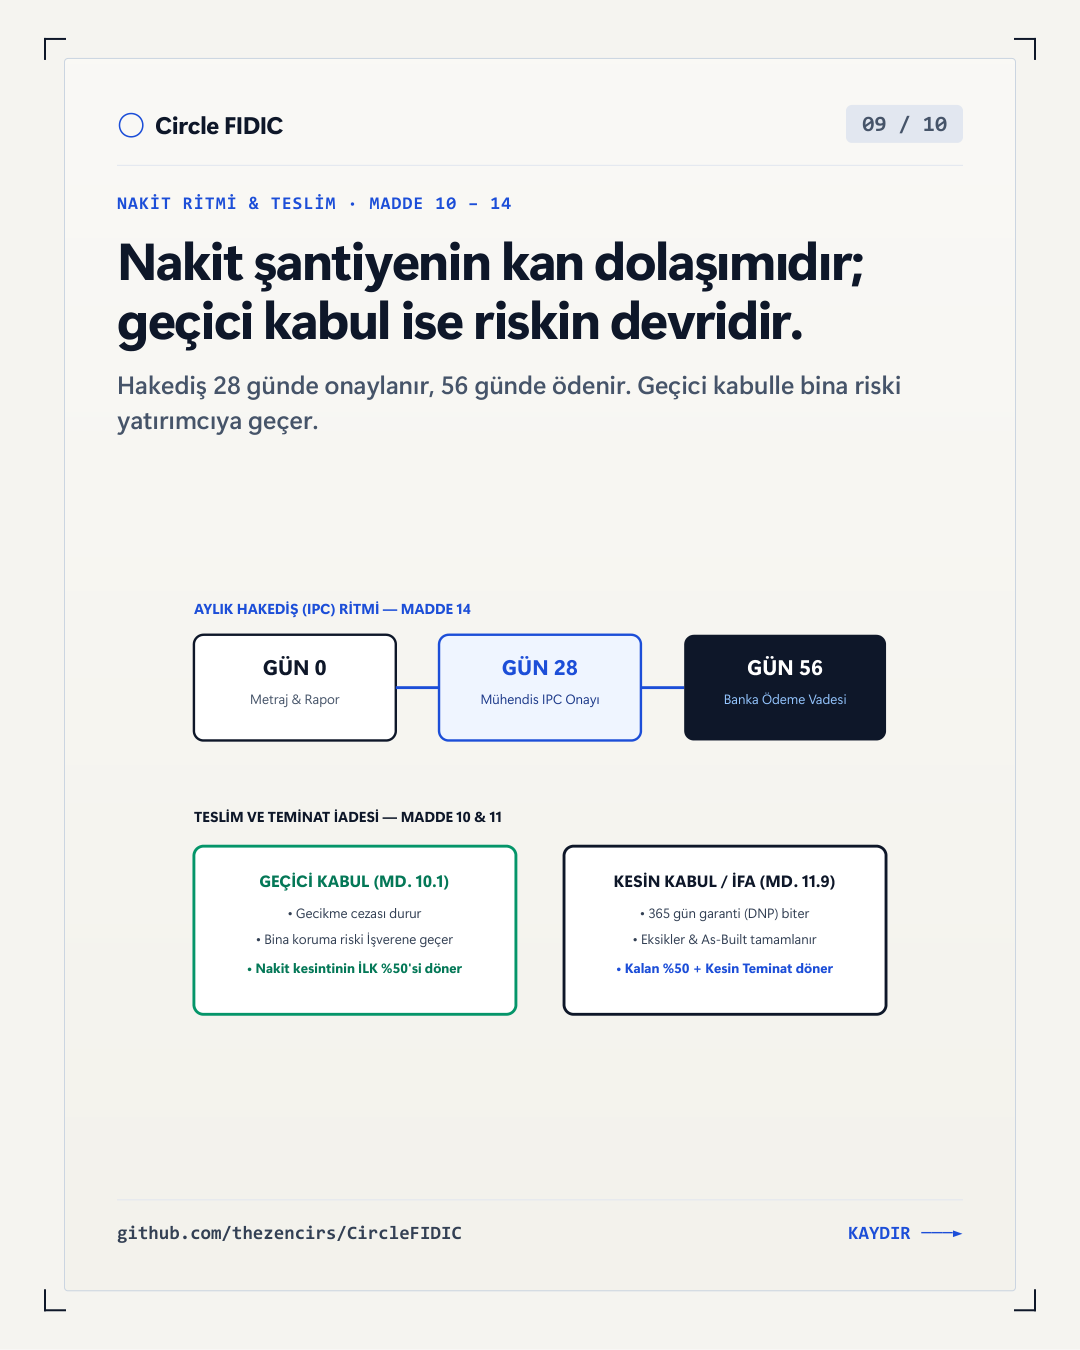 Circle FIDIC
09 / 10
NAKİT RİTMİ & TESLİM · MADDE 10 – 14
Nakit şantiyenin kan dolaşımıdır;
geçici kabul ise riskin devridir.
Hakediş 28 günde onaylanır, 56 günde ödenir. Geçici kabulle bina riski
yatırımcıya geçer.
AYLIK HAKEDİŞ (IPC) RİTMİ — MADDE 14
GÜN 0
Metraj & Rapor
GÜN 28
Mühendis IPC Onayı
GÜN 56
Banka Ödeme Vadesi
TESLİM VE TEMİNAT İADESİ — MADDE 10 & 11
GEÇİCİ KABUL (MD. 10.1)
• Gecikme cezası durur
• Bina koruma riski İşverene geçer
• Nakit kesintinin İLK %50'si döner
KESİN KABUL / İFA (MD. 11.9)
• 365 gün garanti (DNP) biter
• Eksikler & As-Built tamamlanır
• Kalan %50 + Kesin Teminat döner
github.com/thezencirs/CircleFIDIC
KAYDIR ──►